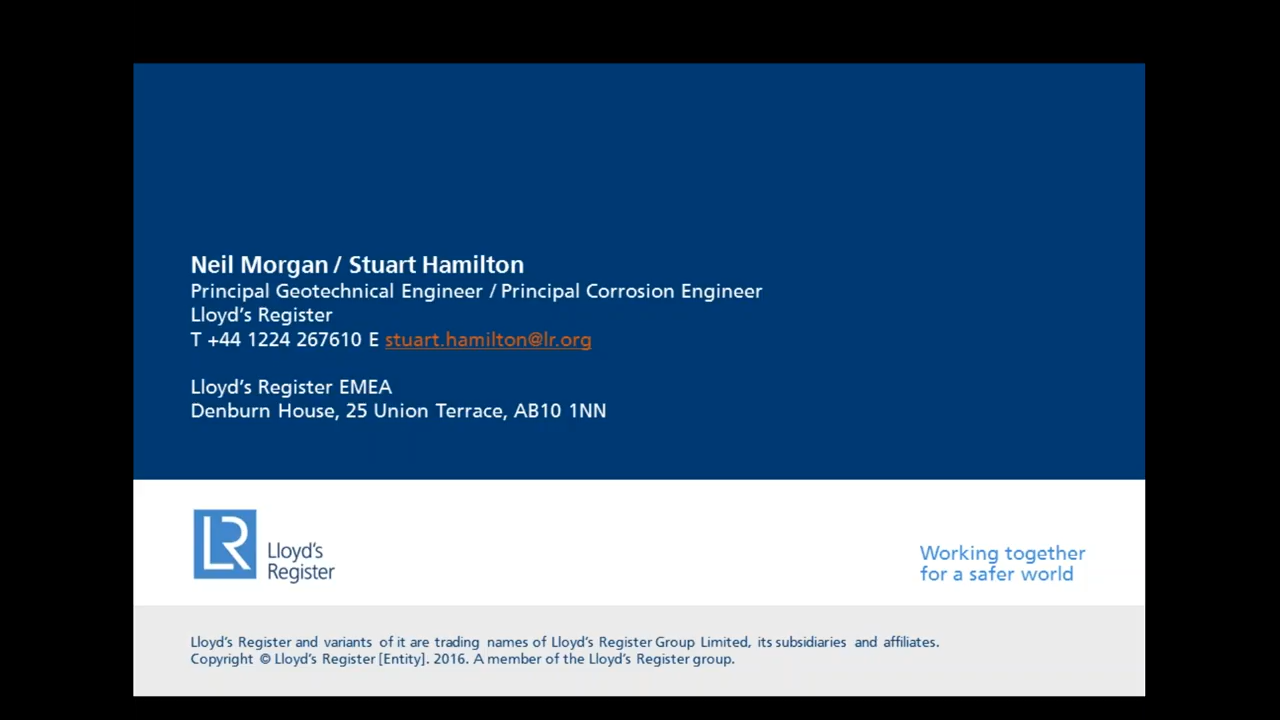 Neil Morgan / Stuart Hamilton
Principal Geotechnical Engineer / Principal Corrosion Engineer
Lloyd's Register
T +44 1224 267610 E stuart.hamilton@lr.org
Lloyd's Register EMEA
Denburn House, 25 Union Terrace, AB10 1NN
LR
Lloyd's
Register
Working together
for a safer world
Lloyd's Register and variants of it are trading names of Lloyd's Register Group Limited, its subsidiaries and affiliates.
Copyright © Lloyd's Register [Entity]. 2016. A member of the Lloyd's Register group.